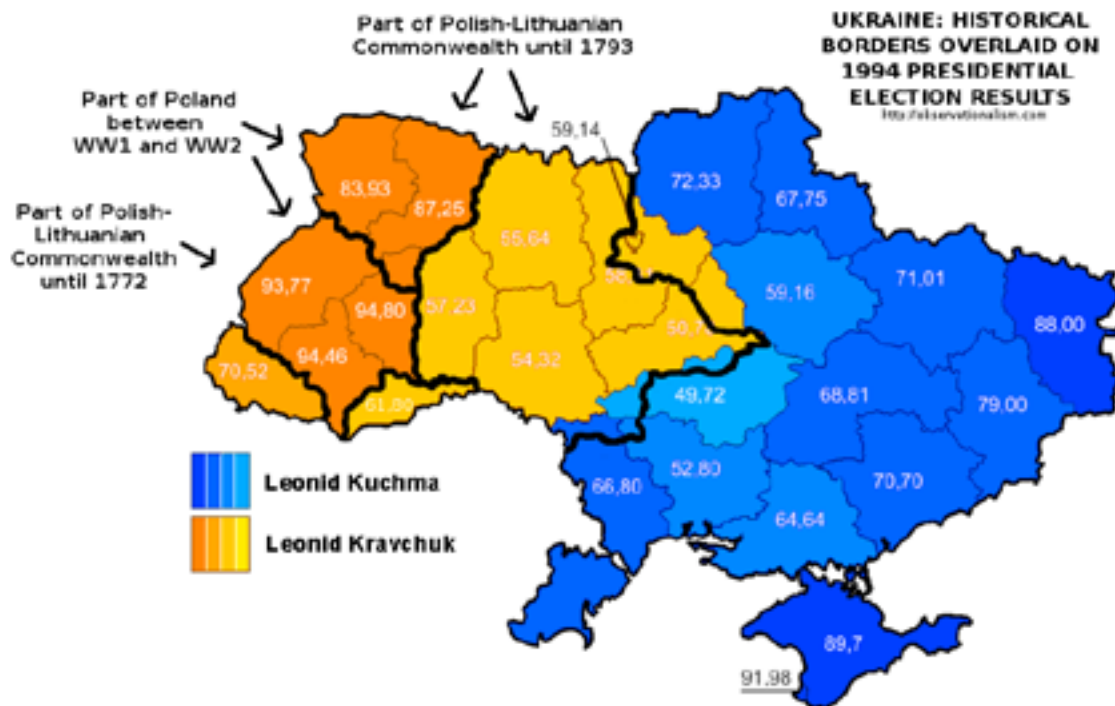 UKRAINE: HISTORICAL
BORDERS OVERLAID ON
1994 PRESIDENTIAL
ELECTION RESULTS
http://observationalism.com
Part of Polish-Lithuanian
Commonwealth until 1793
Part of Poland
between
WW1 and WW2
Part of Polish-
Lithuanian
Commonwealth
until 1772
59,14
72,33
67,75
83,93
87,25
55,64
71,01
93,77
94,80
57,23
59,16
88,00
94,46
54,32
70,52
49,72
68,81
79,00
52,80
66,80
70,70
64,64
89,7
91.98
Leonid Kuchma
Leonid Kravchuk